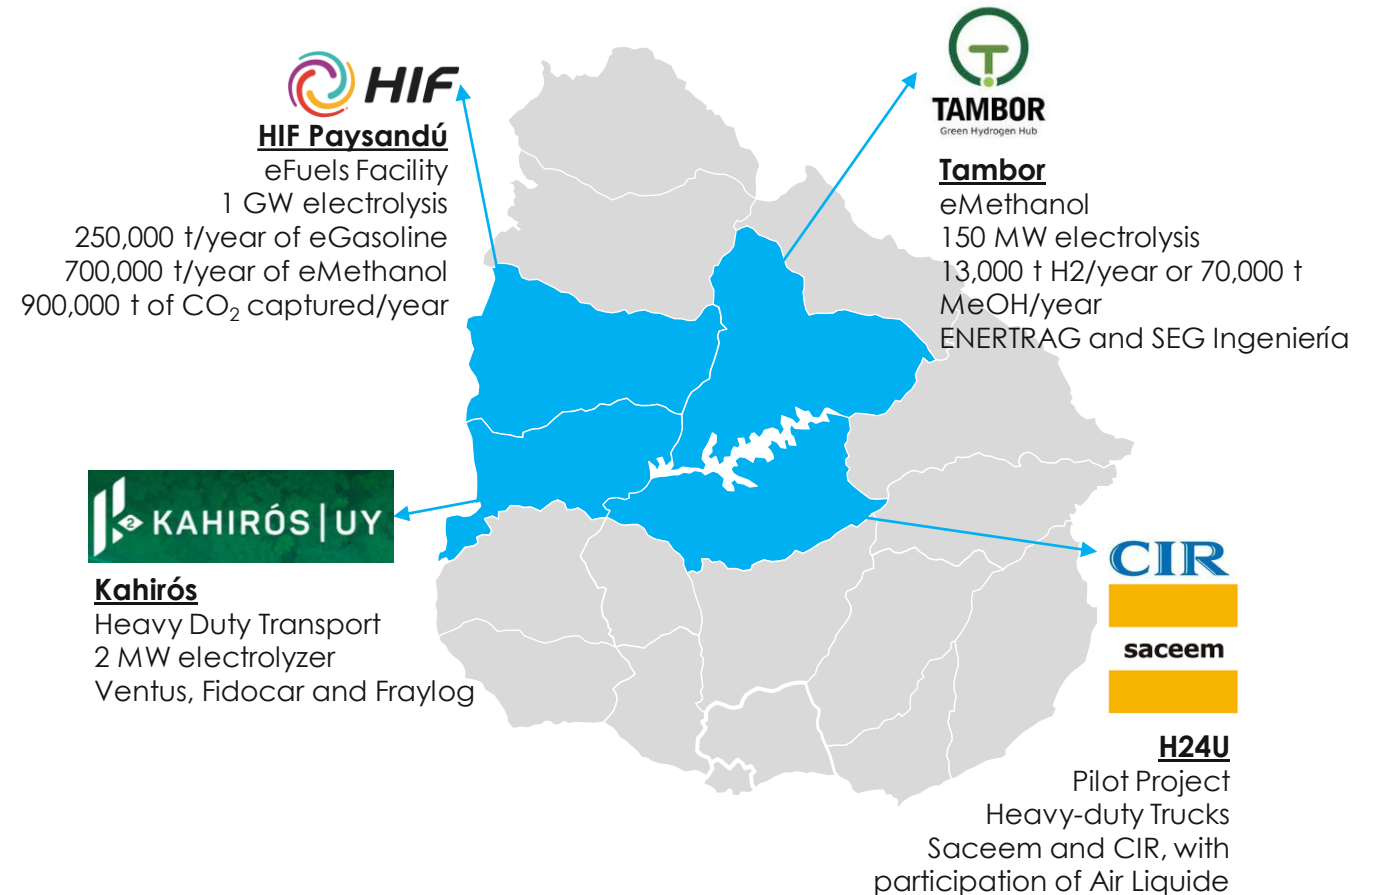 HIF
HIF Paysandú
eFuels Facility
1 GW electrolysis
250,000 t/year of eGasoline
700,000 t/year of eMethanol
900,000 t of CO₂ captured/year
TAMBOR
Green Hydrogen Hub
Tambor
eMethanol
150 MW electrolysis
13,000 t H2/year or 70,000 t
MeOH/year
ENERTRAG and SEG Ingeniería
2
KAHIRÓS|UY
Kahirós
Heavy Duty Transport
2 MW electrolyzer
Ventus, Fidocar and Fraylog
CIR
saceem
H24U
Pilot Project
Heavy-duty Trucks
Saceem and CIR, with
participation of Air Liquide